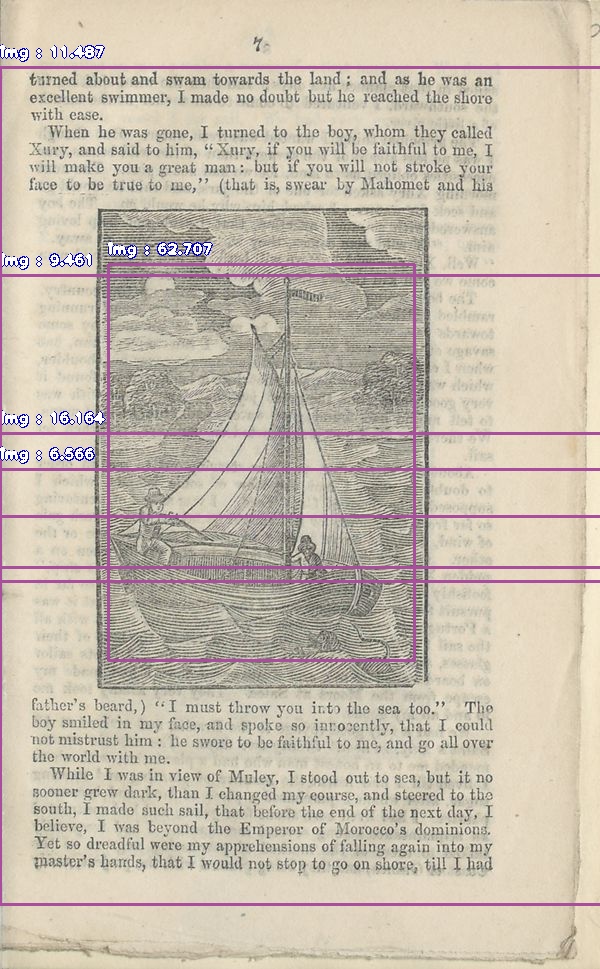 7
Img : 11.487
turned about and swam towards the land ; and as he was an
excellent swimmer, I made no doubt but he reached the shore
with ease.
When he was gone, I turned to the boy, whom they called
Xury, and said to him, "Xury, if you will be faithful to me, I
will make you a great man: but if you will not stroke your
face to be true to me," (that is, swear by Mahomet and his
Img : 62.707
Img : 9.461
Img : 16.164
Img : 6.566
father's beard,) "I must throw you into the sea too." The
boy smiled in my face, and spoke so innocently, that I could
not mistrust him : he swore to be faithful to me, and go all over
the world with me.
While I was in view of Muley, I stood out to sea, but it no
sooner grew dark, than I changed my course, and steered to the
south, I made such sail, that before the end of the next day, I
believe, I was beyond the Emperor of Morocco's dominions.
Yet so dreadful were my apprehensions of falling again into my
master's hands, that I would not stop to go on shore, till I had